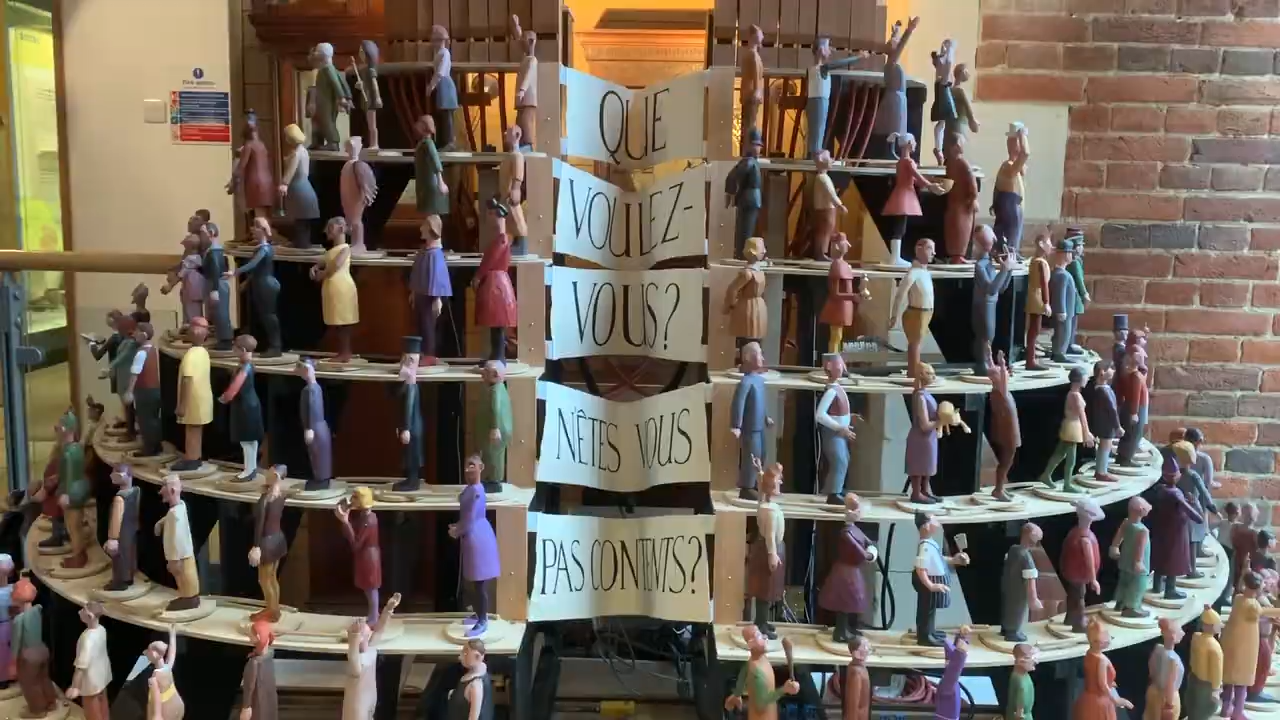 QUE
VOULEZ-
VOUS?
NÊTES VOUS
PAS CONTENTS?